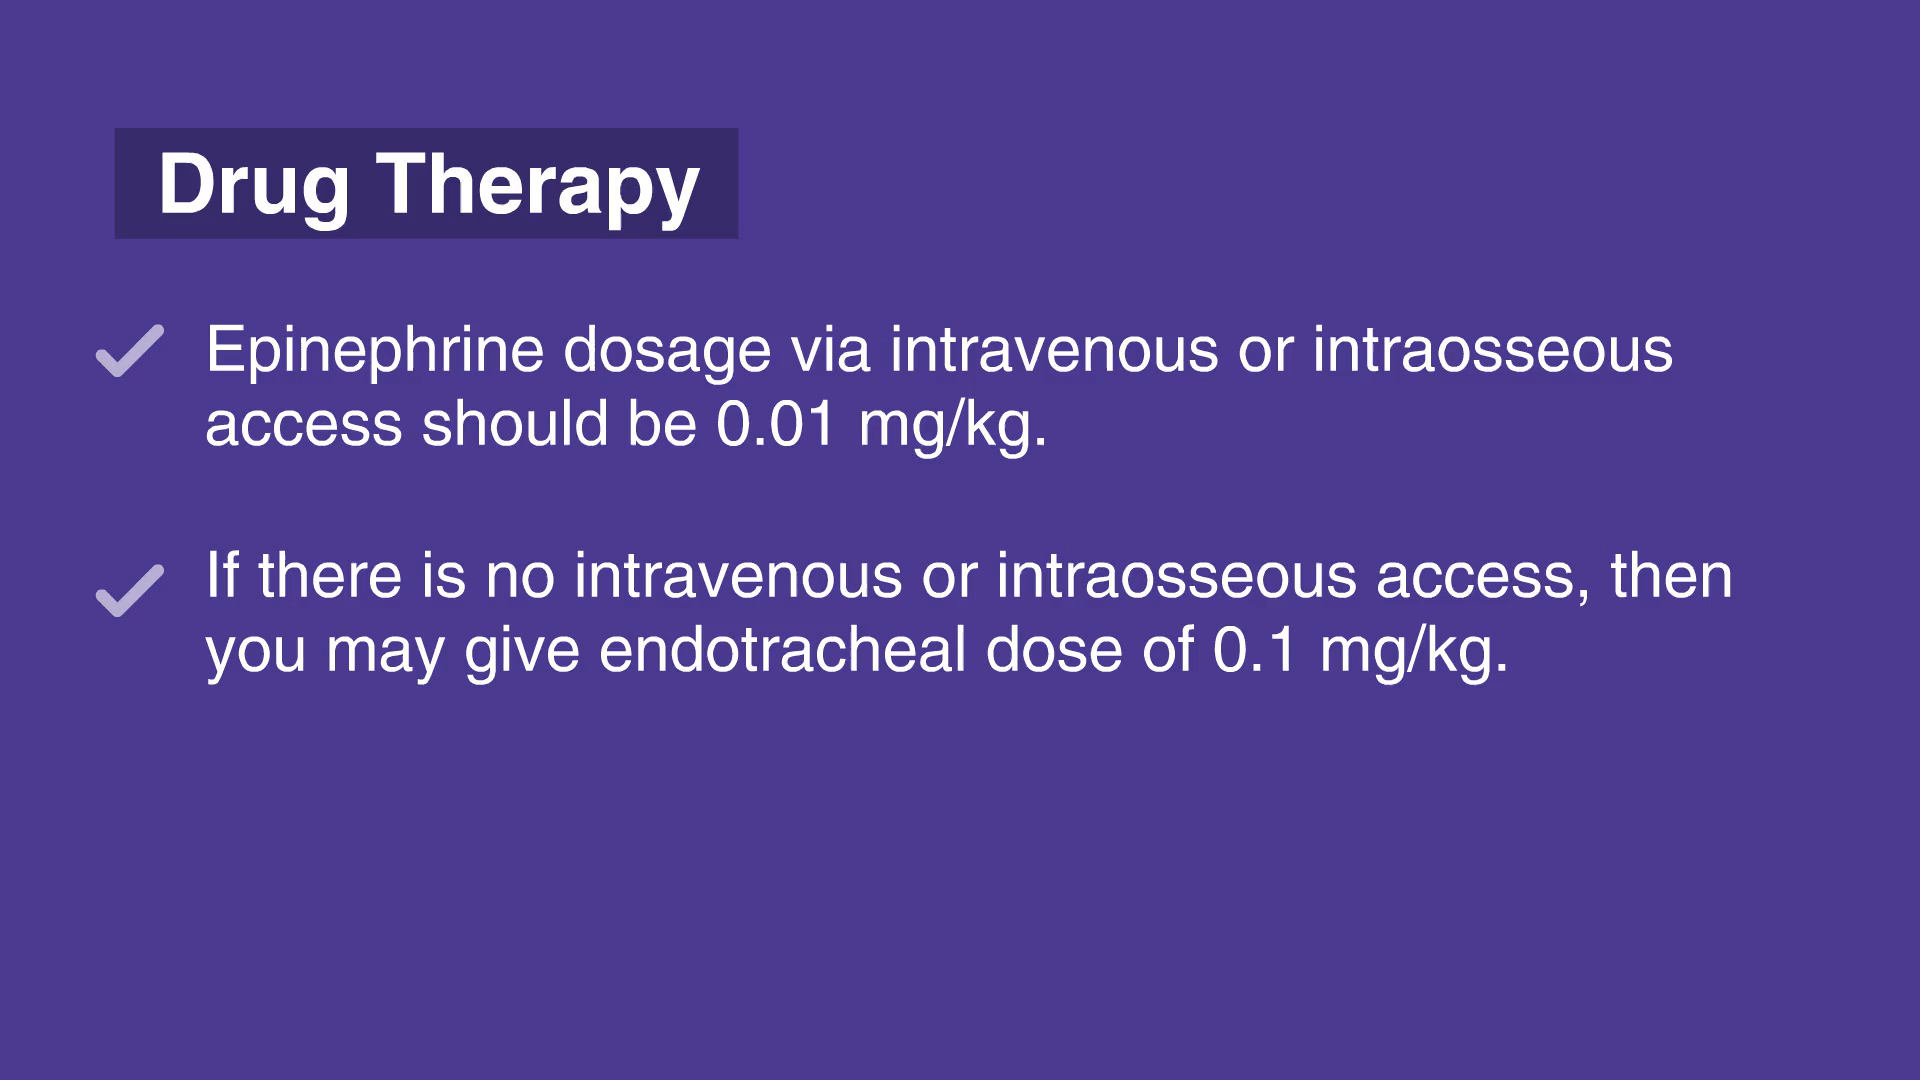 Drug Therapy
Epinephrine dosage via intravenous or intraosseous
access should be 0.01 mg/kg.
If there is no intravenous or intraosseous access, then
you may give endotracheal dose of 0.1 mg/kg.